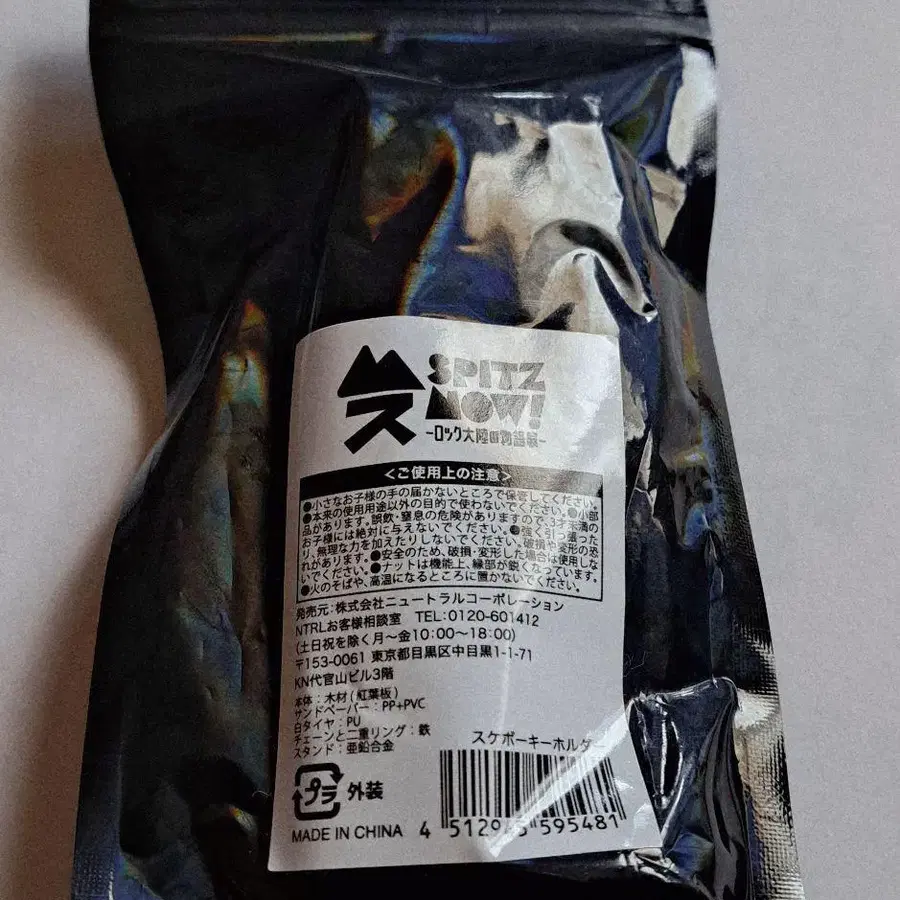 SPITZ
NOW!
-ロック大陸の物語展-
＜ご使用上の注意＞
●小さなお子様の手の届かないところで保管してください。
●本来の使用用途以外の目的で使わないでください。●小部
品があります。誤飲・窒息の危険がありますので、3才未満の
お子様には絶対に与えないでください。●強く引っ張った
り、無理な力を加えたりしないでください。破損や変形の恐
れがあります。●安全のため、破損・変形した場合は使用しな
いでください。●ナットは機能上、縁部が鋭くなっています。
●火のそばや、高温になるところに置かないでください。
発売元：株式会社ニュートラルコーポレーション
NTRLお客様相談室 TEL：0120-601412
(土日祝を除く月〜金10:00〜18:00)
〒153-0061 東京都目黒区中目黒1-1-71
KN代官山ビル3階
本体：木材(紅葉板)
サンドペーパー：PP+PVC
白タイヤ：PU
チェーンと二重リング：鉄
スタンド：亜鉛合金
スケボーキーホルダー
プラ 外装
MADE IN CHINA
4 512985 595481